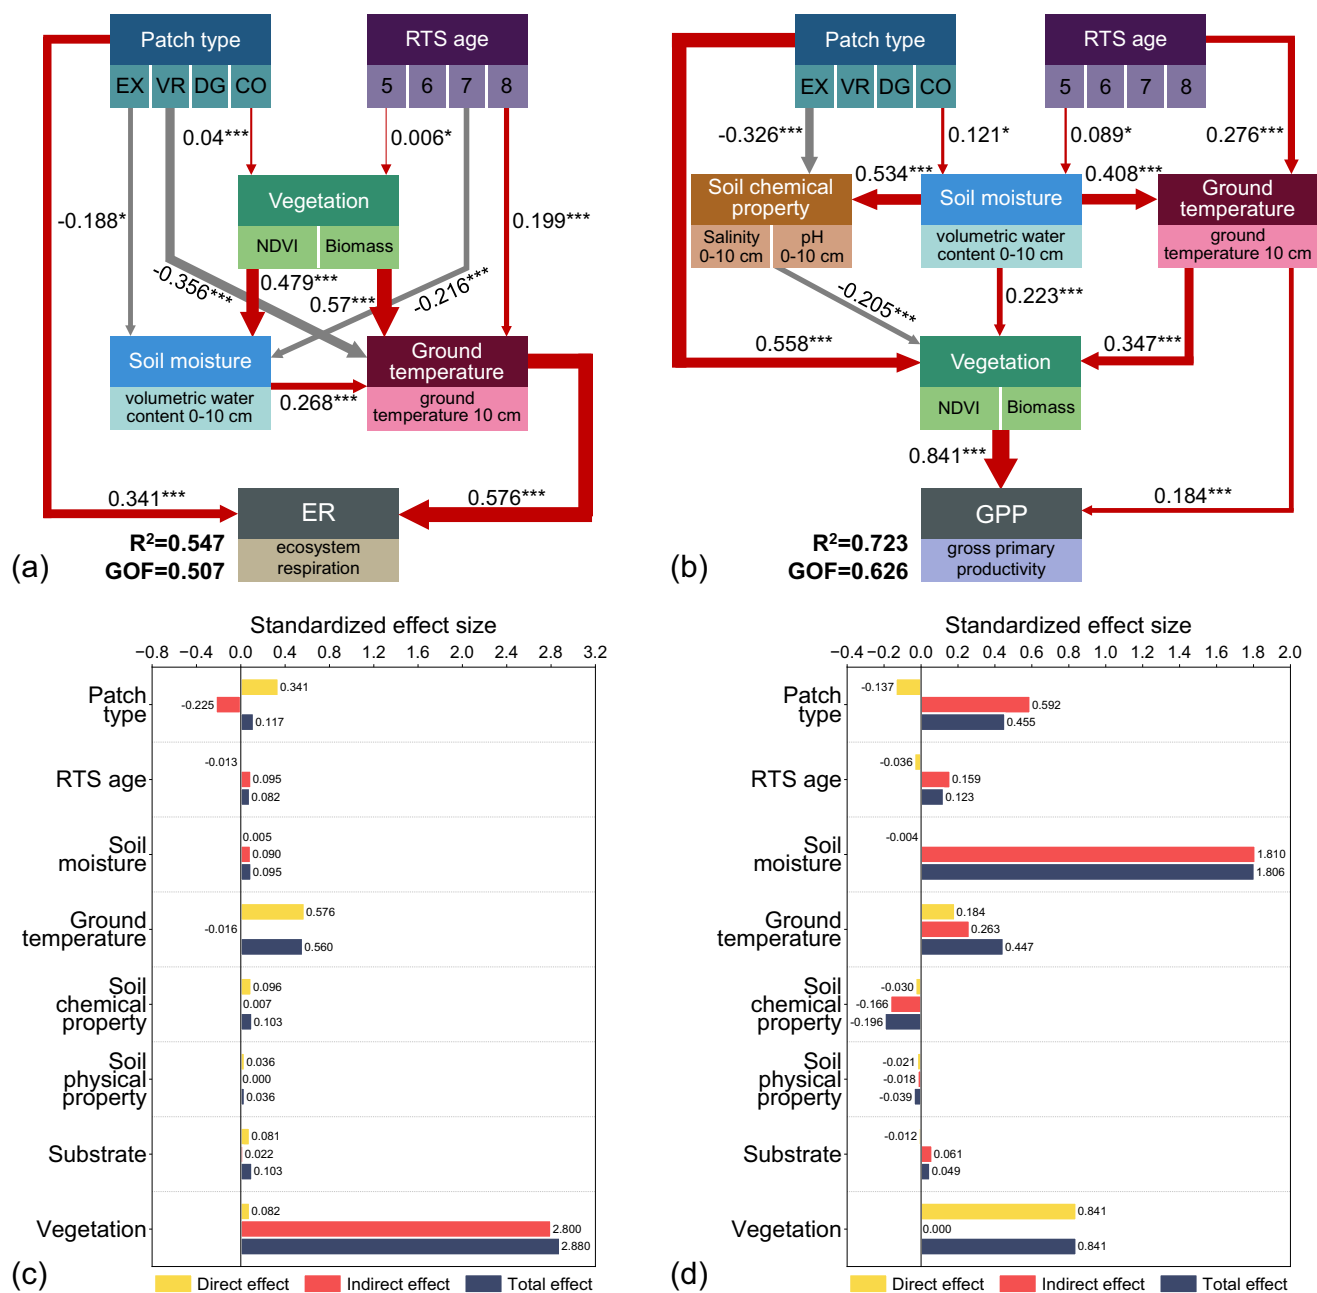 Patch type
RTS age
EX VR DG CO
5 6 7 8
0.04***
0.006*
Vegetation
-0.188*
0.199***
NDVI
Biomass
0.479***
-0.356***
0.57***
-0.216***
Soil moisture
Ground
temperature
volumetric water
content 0-10 cm
0.268***
ground
temperature 10 cm
0.341***
0.576***
ER
R²=0.547
GOF=0.507
ecosystem
respiration
(a)
Patch type
RTS age
EX VR DG CO
5 6 7 8
-0.326***
0.121*
0.089*
0.276***
0.534***
0.408***
Soil chemical
property
Soil moisture
Ground
temperature
Salinity
0-10 cm
pH
0-10 cm
volumetric water
content 0-10 cm
ground
temperature 10 cm
-0.205***
0.223***
0.558***
0.347***
Vegetation
NDVI
Biomass
0.841***
0.184***
GPP
R²=0.723
GOF=0.626
gross primary
productivity
(b)
Standardized effect size
−0.8 −0.4 0.0 0.4 0.8 1.2 1.6 2.0 2.4 2.8 3.2
Patch
type
0.341
-0.225
0.117
RTS age
-0.013
0.095
0.082
Soil
moisture
0.005
0.090
0.095
Ground
temperature
0.576
-0.016
0.560
Soil
chemical
property
0.096
0.007
0.103
Soil
physical
property
0.036
0.000
0.036
Substrate
0.081
0.022
0.103
Vegetation
0.082
2.800
2.880
(c)
Direct effect Indirect effect Total effect
Standardized effect size
−0.4 −0.2 0.0 0.2 0.4 0.6 0.8 1.0 1.2 1.4 1.6 1.8 2.0
Patch
type
-0.137
0.592
0.455
RTS age
-0.036
0.159
0.123
Soil
moisture
-0.004
1.810
1.806
Ground
temperature
0.184
0.263
0.447
Soil
chemical
property
-0.030
-0.166
-0.196
Soil
physical
property
-0.021
-0.018
-0.039
Substrate
-0.012
0.061
0.049
Vegetation
0.841
0.000
0.841
(d)
Direct effect Indirect effect Total effect